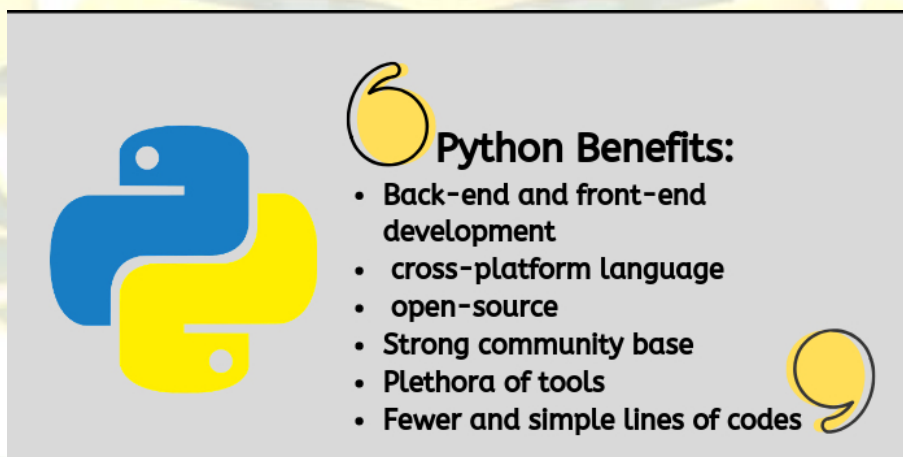 Python Benefits:
• Back-end and front-end
development
• cross-platform language
• open-source
• Strong community base
• Plethora of tools
• Fewer and simple lines of codes